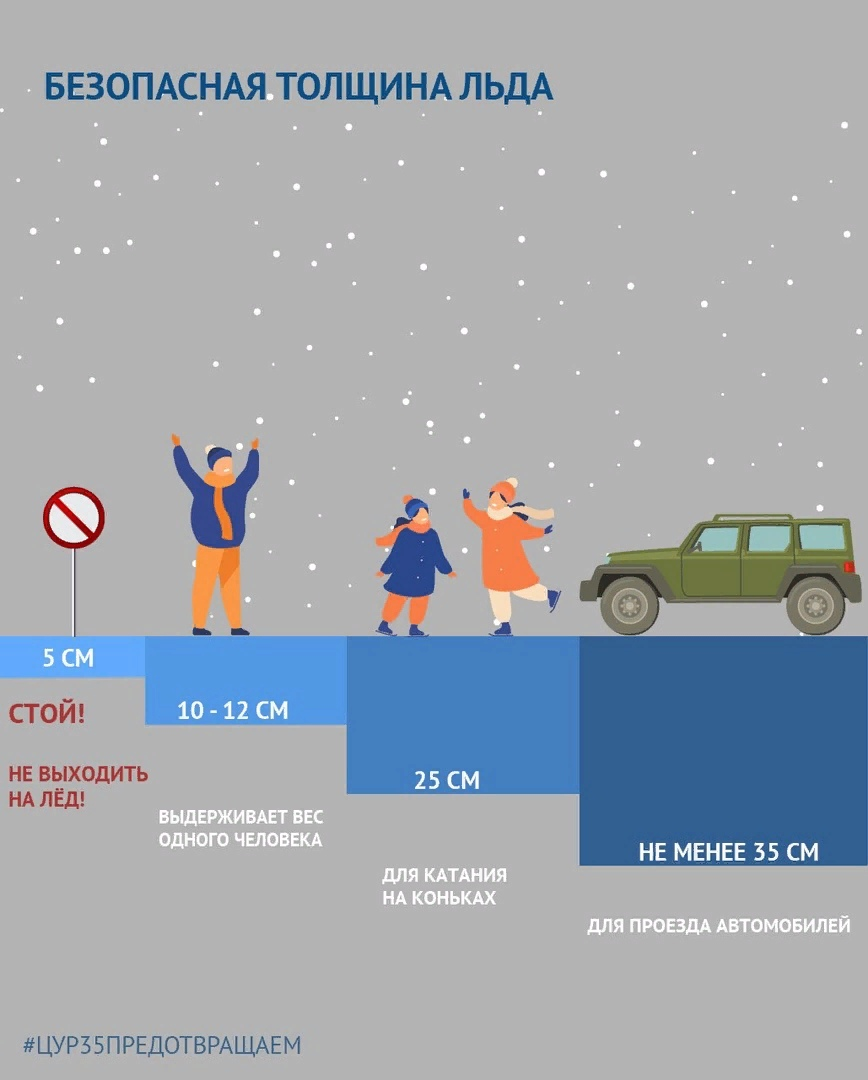 БЕЗОПАСНАЯ ТОЛЩИНА ЛЬДА
5 СМ
СТОЙ!
НЕ ВЫХОДИТЬ
НА ЛЁД!
10 - 12 СМ
ВЫДЕРЖИВАЕТ ВЕС
ОДНОГО ЧЕЛОВЕКА
25 СМ
ДЛЯ КАТАНИЯ
НА КОНЬКАХ
НЕ МЕНЕЕ 35 СМ
ДЛЯ ПРОЕЗДА АВТОМОБИЛЕЙ
#ЦУР35ПРЕДОТВРАЩАЕМ